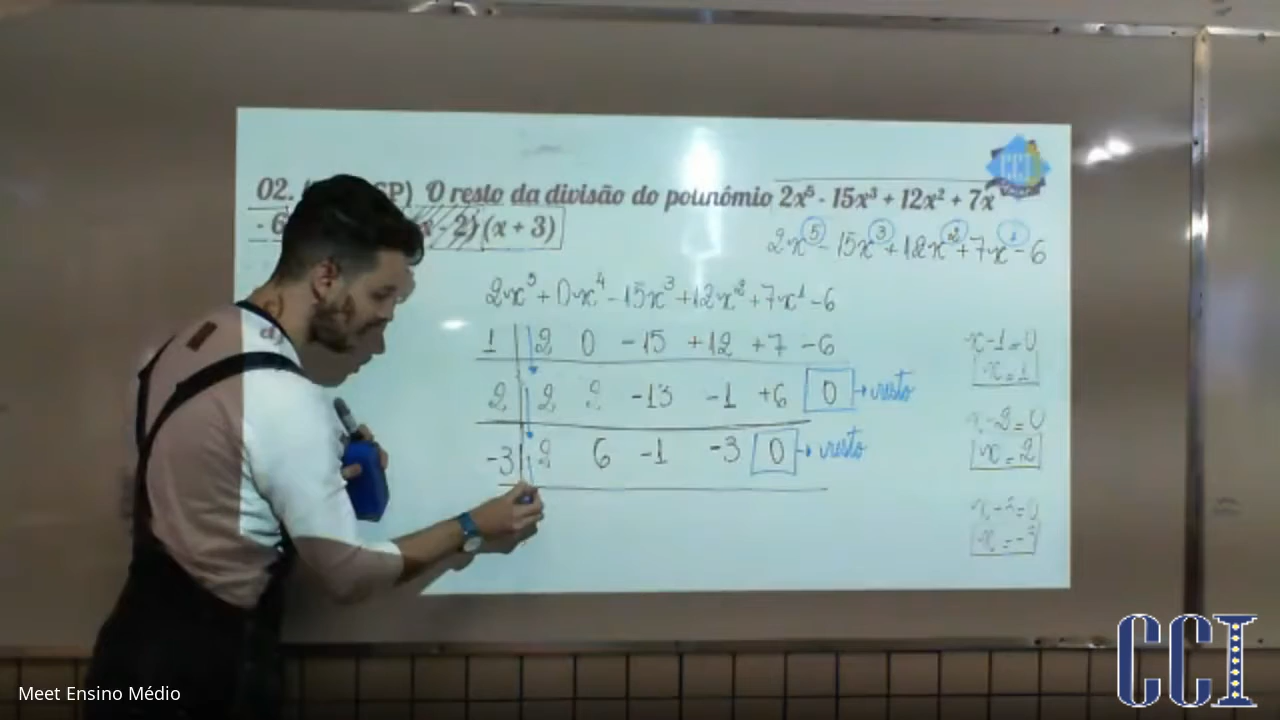 02. SP) O resto da divisão do polinômio 2x⁵ - 15x³ + 12x² + 7x
- 6 - 2) (x + 3)
2x⁵ - 15x³ + 12x² + 7x¹ - 6
2x⁵ + 0x⁴ - 15x³ + 12x² + 7x¹ - 6
1 2 0 -15 +12 +7 -6
2 2 2 -13 -1 +6 0 → resto
-3 2 6 -1 -3 0 → resto
x-1=0
x=1
x-2=0
x=2
CCI
CCI
Meet Ensino Médio